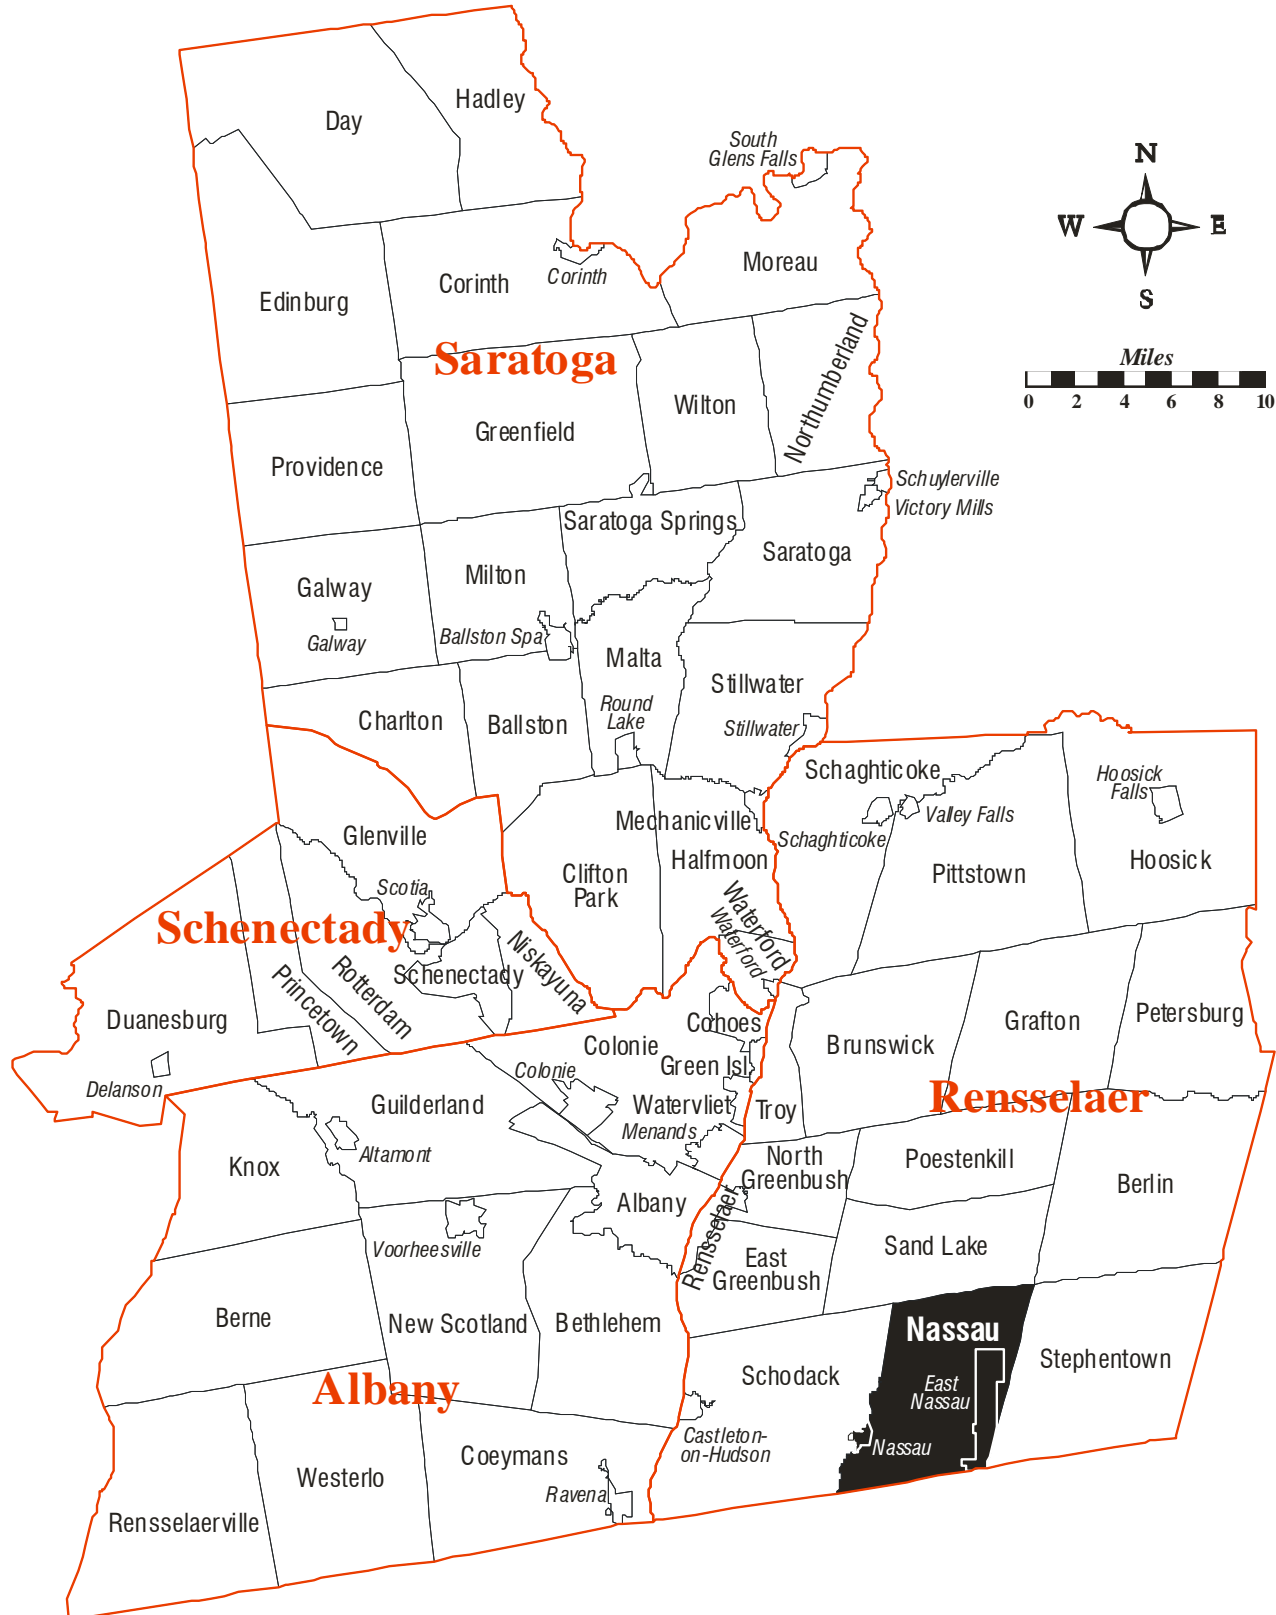 Hadley
Day
South
Glens Falls
N
W
E
S
Moreau
Corinth
Corinth
Edinburg
Northumberland
Saratoga
Miles
0 2 4 6 8 10
Wilton
Greenfield
Providence
Schuylerville
Victory Mills
Saratoga Springs
Saratoga
Milton
Galway
Galway
Ballston Spa
Malta
Stillwater
Round
Lake
Charlton
Ballston
Stillwater
Schaghticoke
Hoosick
Falls
Valley Falls
Mechanicville
Schaghticoke
Glenville
Halfmoon
Hoosick
Clifton
Park
Pittstown
Scotia
Waterford
Waterford
Schenectady
Niskayuna
Schenectady
Rotterdam
Princetown
Duanesburg
Cohoes
Grafton
Petersburg
Colonie
Brunswick
Green Isl.
Colonie
Delanson
Rensselaer
Guilderland
Watervliet
Troy
Menands
Altamont
Knox
North
Greenbush
Poestenkill
Berlin
Albany
Rensselaer
Voorheesville
Sand Lake
East
Greenbush
Berne
New Scotland
Bethlehem
Nassau
Stephentown
Schodack
Albany
East
Nassau
Castleton-
on-Hudson
Nassau
Coeymans
Westerlo
Ravena
Rensselaerville